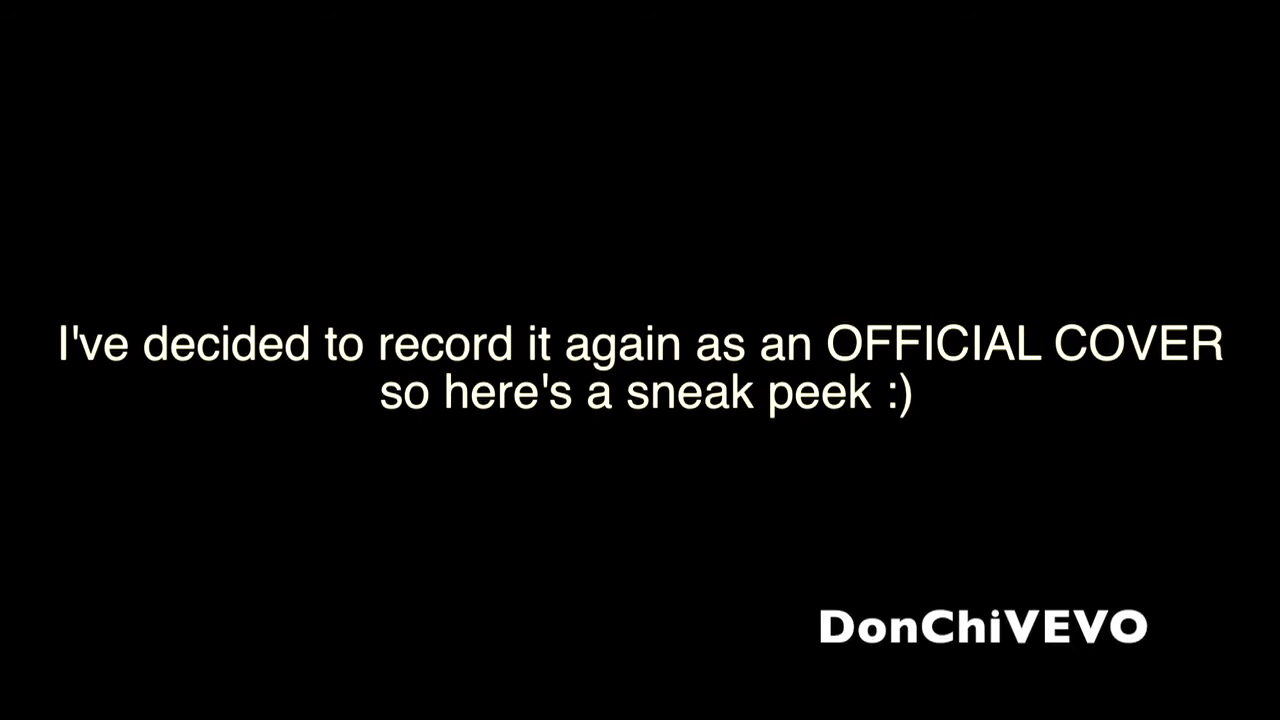 I've decided to record it again as an OFFICIAL COVER
so here's a sneak peek :)
DonChiVEVO